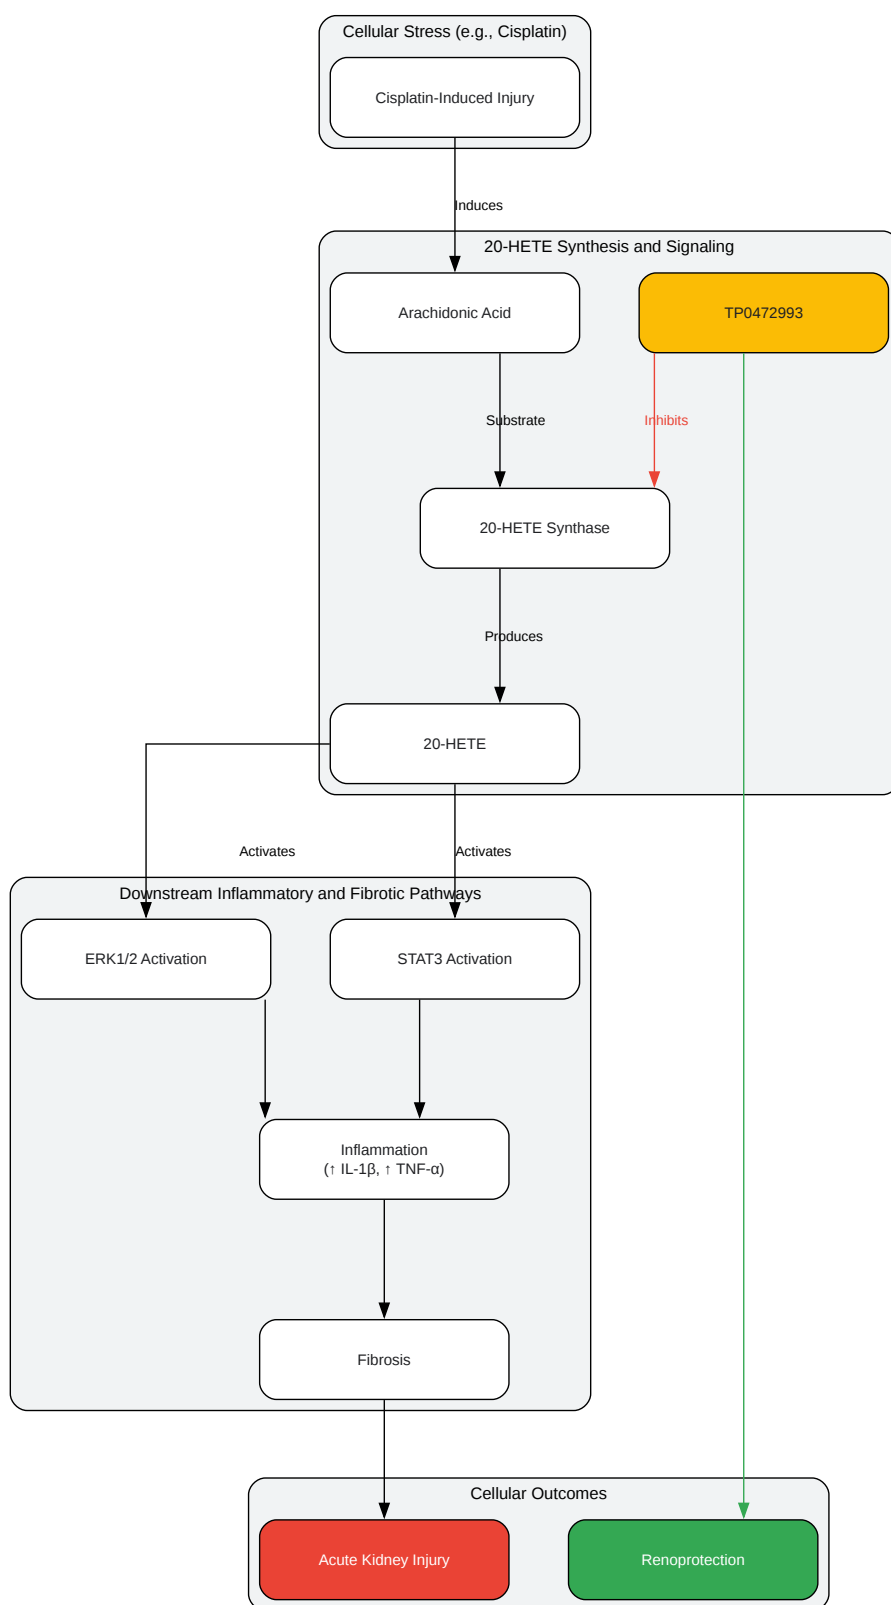 Cellular Stress (e.g., Cisplatin)
Cisplatin-Induced Injury
Induces
20-HETE Synthesis and Signaling
Arachidonic Acid
TP0472993
Substrate
Inhibits
20-HETE Synthase
Produces
20-HETE
Activates
Activates
Downstream Inflammatory and Fibrotic Pathways
ERK1/2 Activation
STAT3 Activation
Inflammation
(↑ IL-1β, ↑ TNF-α)
Fibrosis
Cellular Outcomes
Acute Kidney Injury
Renoprotection